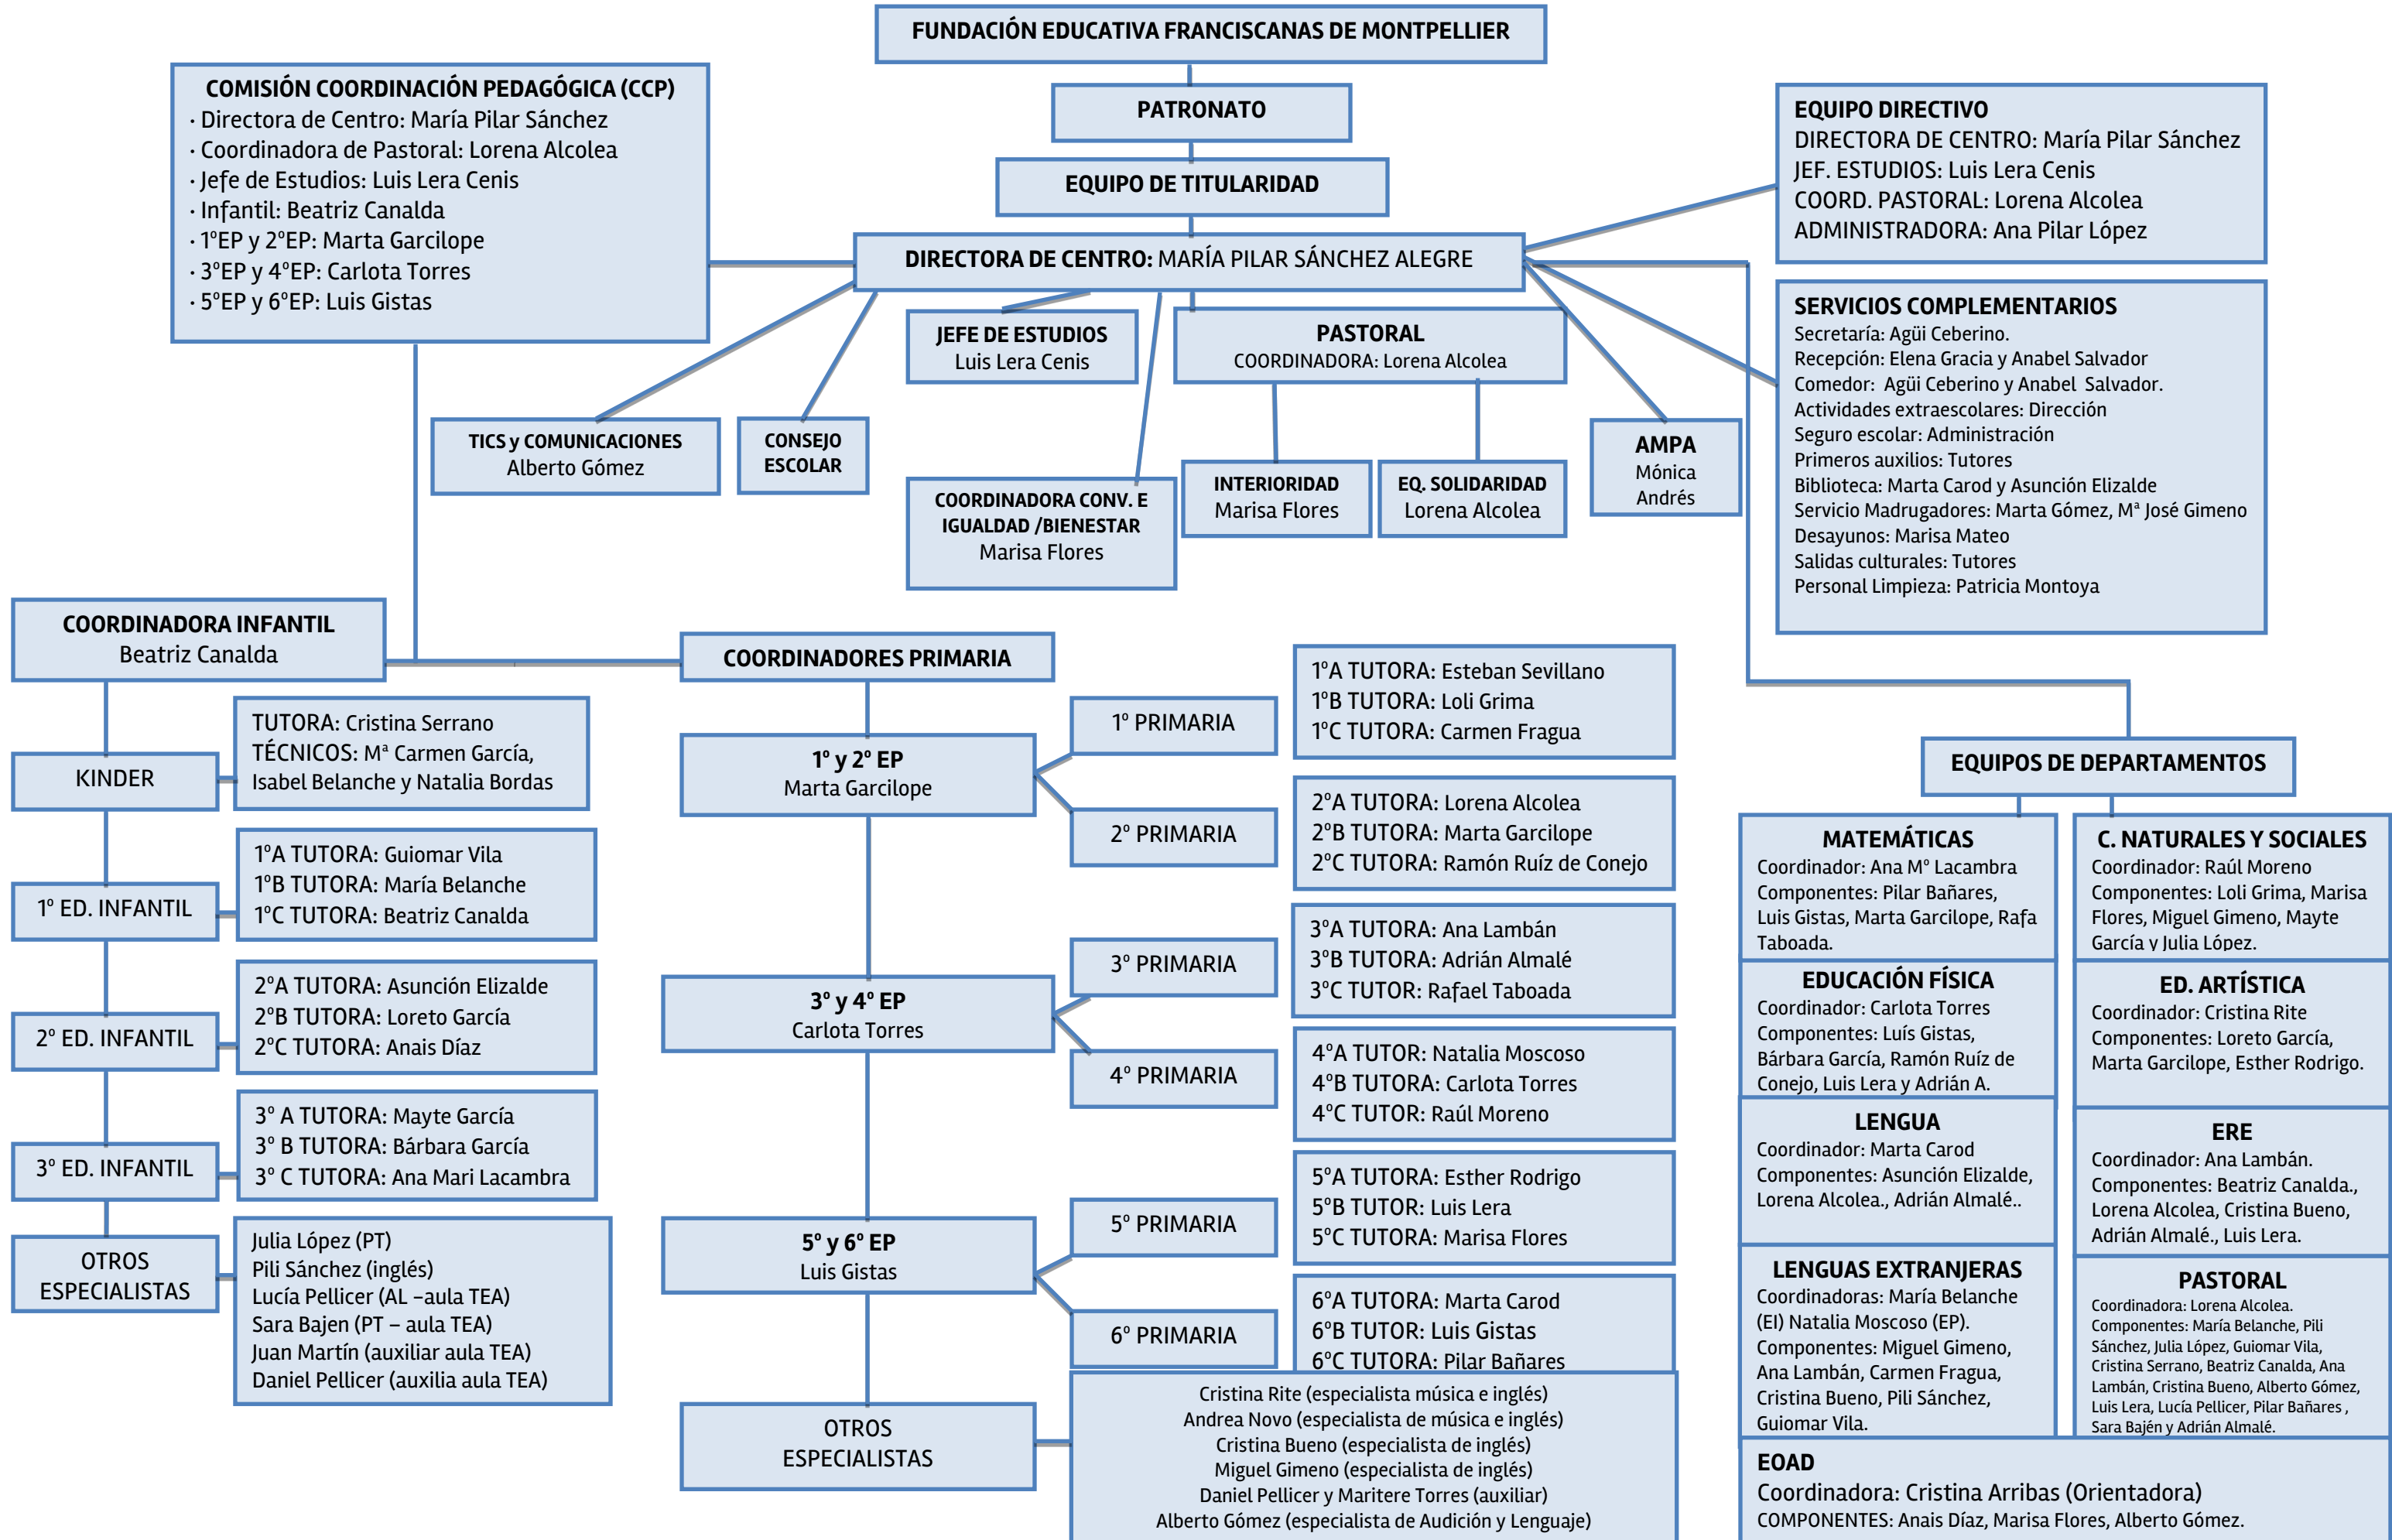 FUNDACIÓN EDUCATIVA FRANCISCANAS DE MONTPELLIER
PATRONATO
EQUIPO DE TITULARIDAD
DIRECTORA DE CENTRO: MARÍA PILAR SÁNCHEZ ALEGRE
COMISIÓN COORDINACIÓN PEDAGÓGICA (CCP)
· Directora de Centro: María Pilar Sánchez
· Coordinadora de Pastoral: Lorena Alcolea
· Jefe de Estudios: Luis Lera Cenis
· Infantil: Beatriz Canalda
· 1ºEP y 2ºEP: Marta Garcilope
· 3ºEP y 4ºEP: Carlota Torres
· 5ºEP y 6ºEP: Luis Gistas
EQUIPO DIRECTIVO
DIRECTORA DE CENTRO: María Pilar Sánchez
JEF. ESTUDIOS: Luis Lera Cenis
COORD. PASTORAL: Lorena Alcolea
ADMINISTRADORA: Ana Pilar López
SERVICIOS COMPLEMENTARIOS
Secretaría: Agüi Ceberino.
Recepción: Elena Gracia y Anabel Salvador
Comedor: Agüi Ceberino y Anabel Salvador.
Actividades extraescolares: Dirección
Seguro escolar: Administración
Primeros auxilios: Tutores
Biblioteca: Marta Carod y Asunción Elizalde
Servicio Madrugadores: Marta Gómez, Mª José Gimeno
Desayunos: Marisa Mateo
Salidas culturales: Tutores
Personal Limpieza: Patricia Montoya
JEFE DE ESTUDIOS
Luis Lera Cenis
PASTORAL
COORDINADORA: Lorena Alcolea
TICS y COMUNICACIONES
Alberto Gómez
CONSEJO
ESCOLAR
COORDINADORA CONV. E
IGUALDAD /BIENESTAR
Marisa Flores
INTERIORIDAD
Marisa Flores
EQ. SOLIDARIDAD
Lorena Alcolea
AMPA
Mónica
Andrés
COORDINADORA INFANTIL
Beatriz Canalda
KINDER
TUTORA: Cristina Serrano
TÉCNICOS: Mª Carmen García,
Isabel Belanche y Natalia Bordas
1º ED. INFANTIL
1ºA TUTORA: Guiomar Vila
1ºB TUTORA: María Belanche
1ºC TUTORA: Beatriz Canalda
2º ED. INFANTIL
2ºA TUTORA: Asunción Elizalde
2ºB TUTORA: Loreto García
2ºC TUTORA: Anais Díaz
3º ED. INFANTIL
3º A TUTORA: Mayte García
3º B TUTORA: Bárbara García
3º C TUTORA: Ana Mari Lacambra
OTROS
ESPECIALISTAS
Julia López (PT)
Pili Sánchez (inglés)
Lucía Pellicer (AL –aula TEA)
Sara Bajen (PT – aula TEA)
Juan Martín (auxiliar aula TEA)
Daniel Pellicer (auxilia aula TEA)
COORDINADORES PRIMARIA
1º y 2º EP
Marta Garcilope
1º PRIMARIA
1ºA TUTORA: Esteban Sevillano
1ºB TUTORA: Loli Grima
1ºC TUTORA: Carmen Fragua
2º PRIMARIA
2ºA TUTORA: Lorena Alcolea
2ºB TUTORA: Marta Garcilope
2ºC TUTORA: Ramón Ruíz de Conejo
3º y 4º EP
Carlota Torres
3º PRIMARIA
3ºA TUTORA: Ana Lambán
3ºB TUTORA: Adrián Almalé
3ºC TUTOR: Rafael Taboada
4º PRIMARIA
4ºA TUTOR: Natalia Moscoso
4ºB TUTORA: Carlota Torres
4ºC TUTOR: Raúl Moreno
5º y 6º EP
Luis Gistas
5º PRIMARIA
5ºA TUTORA: Esther Rodrigo
5ºB TUTOR: Luis Lera
5ºC TUTORA: Marisa Flores
6º PRIMARIA
6ºA TUTORA: Marta Carod
6ºB TUTOR: Luis Gistas
6ºC TUTORA: Pilar Bañares
OTROS
ESPECIALISTAS
Cristina Rite (especialista música e inglés)
Andrea Novo (especialista de música e inglés)
Cristina Bueno (especialista de inglés)
Miguel Gimeno (especialista de inglés)
Daniel Pellicer y Maritere Torres (auxiliar)
Alberto Gómez (especialista de Audición y Lenguaje)
EQUIPOS DE DEPARTAMENTOS
MATEMÁTICAS
Coordinador: Ana Mº Lacambra
Componentes: Pilar Bañares,
Luis Gistas, Marta Garcilope, Rafa
Taboada.
C. NATURALES Y SOCIALES
Coordinador: Raúl Moreno
Componentes: Loli Grima, Marisa
Flores, Miguel Gimeno, Mayte
García y Julia López.
EDUCACIÓN FÍSICA
Coordinador: Carlota Torres
Componentes: Luís Gistas,
Bárbara García, Ramón Ruíz de
Conejo, Luis Lera y Adrián A.
ED. ARTÍSTICA
Coordinador: Cristina Rite
Componentes: Loreto García,
Marta Garcilope, Esther Rodrigo.
LENGUA
Coordinador: Marta Carod
Componentes: Asunción Elizalde,
Lorena Alcolea., Adrián Almalé..
ERE
Coordinador: Ana Lambán.
Componentes: Beatriz Canalda.,
Lorena Alcolea, Cristina Bueno,
Adrián Almalé., Luis Lera.
LENGUAS EXTRANJERAS
Coordinadoras: María Belanche
(EI) Natalia Moscoso (EP).
Componentes: Miguel Gimeno,
Ana Lambán, Carmen Fragua,
Cristina Bueno, Pili Sánchez,
Guiomar Vila.
PASTORAL
Coordinadora: Lorena Alcolea.
Componentes: María Belanche, Pili
Sánchez, Julia López, Guiomar Vila,
Cristina Serrano, Beatriz Canalda, Ana
Lambán, Cristina Bueno, Alberto Gómez,
Luis Lera, Lucía Pellicer, Pilar Bañares ,
Sara Bajén y Adrián Almalé.
EOAD
Coordinadora: Cristina Arribas (Orientadora)
COMPONENTES: Anais Díaz, Marisa Flores, Alberto Gómez.